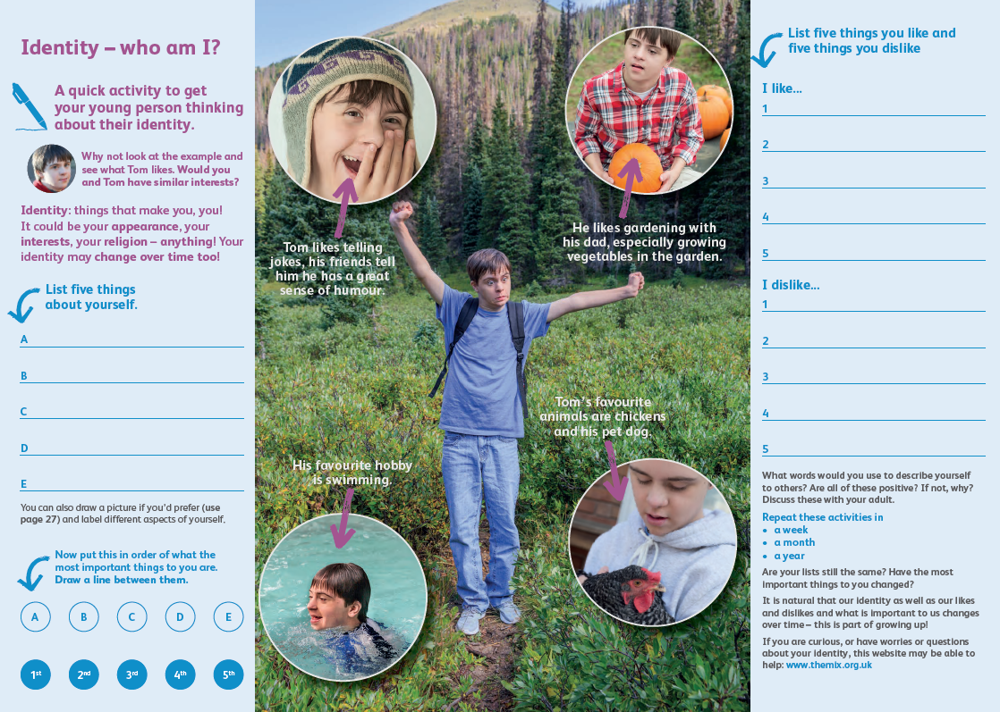 Identity – who am I?
A quick activity to get
your young person thinking
about their identity.
Why not look at the example and
see what Tom likes. Would you
and Tom have similar interests?
Identity: things that make you, you!
It could be your appearance, your
interests, your religion – anything! Your
identity may change over time too!
List five things
about yourself.
A
B
C
D
E
You can also draw a picture if you'd prefer (use
page 27) and label different aspects of yourself.
Now put this in order of what the
most important things to you are.
Draw a line between them.
A B C D E
1st 2nd 3rd 4th 5th
Tom likes telling
jokes, his friends tell
him he has a great
sense of humour.
He likes gardening with
his dad, especially growing
vegetables in the garden.
Tom's favourite
animals are chickens
and his pet dog.
His favourite hobby
is swimming.
List five things you like and
five things you dislike
I like...
1
2
3
4
5
I dislike...
1
2
3
4
5
What words would you use to describe yourself
to others? Are all of these positive? If not, why?
Discuss these with your adult.
Repeat these activities in
• a week
• a month
• a year
Are your lists still the same? Have the most
important things to you changed?
It is natural that our identity as well as our likes
and dislikes and what is important to us changes
over time – this is part of growing up!
If you are curious, or have worries or questions
about your identity, this website may be able to
help: www.themix.org.uk